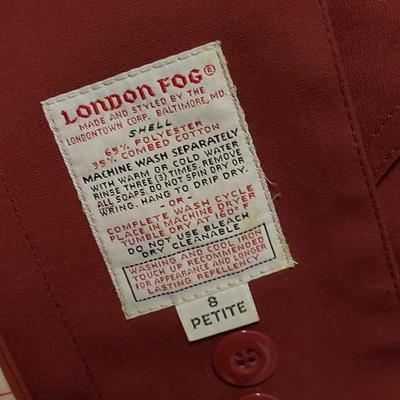 LONDON FOG®
MADE AND STYLED BY THE
LONDONTOWN CORP. BALTIMORE, MD.
SHELL
65% POLYESTER
35% COMBED COTTON
MACHINE WASH SEPARATELY
WITH WARM OR COLD WATER
RINSE THREE (3) TIMES. REMOVE
ALL SOAPS. DO NOT SPIN DRY OR
WRING. HANG TO DRIP DRY.
- OR -
COMPLETE WASH CYCLE
PLACE IN MACHINE DRYER
TUMBLE DRY AT 160° F
DO NOT USE BLEACH
DRY CLEANABLE
WASHING AND COOL IRON
TOUCH UP RECOMMENDED
FOR APPEARANCE AND LONGER
LASTING REPELLENCY
8
PETITE